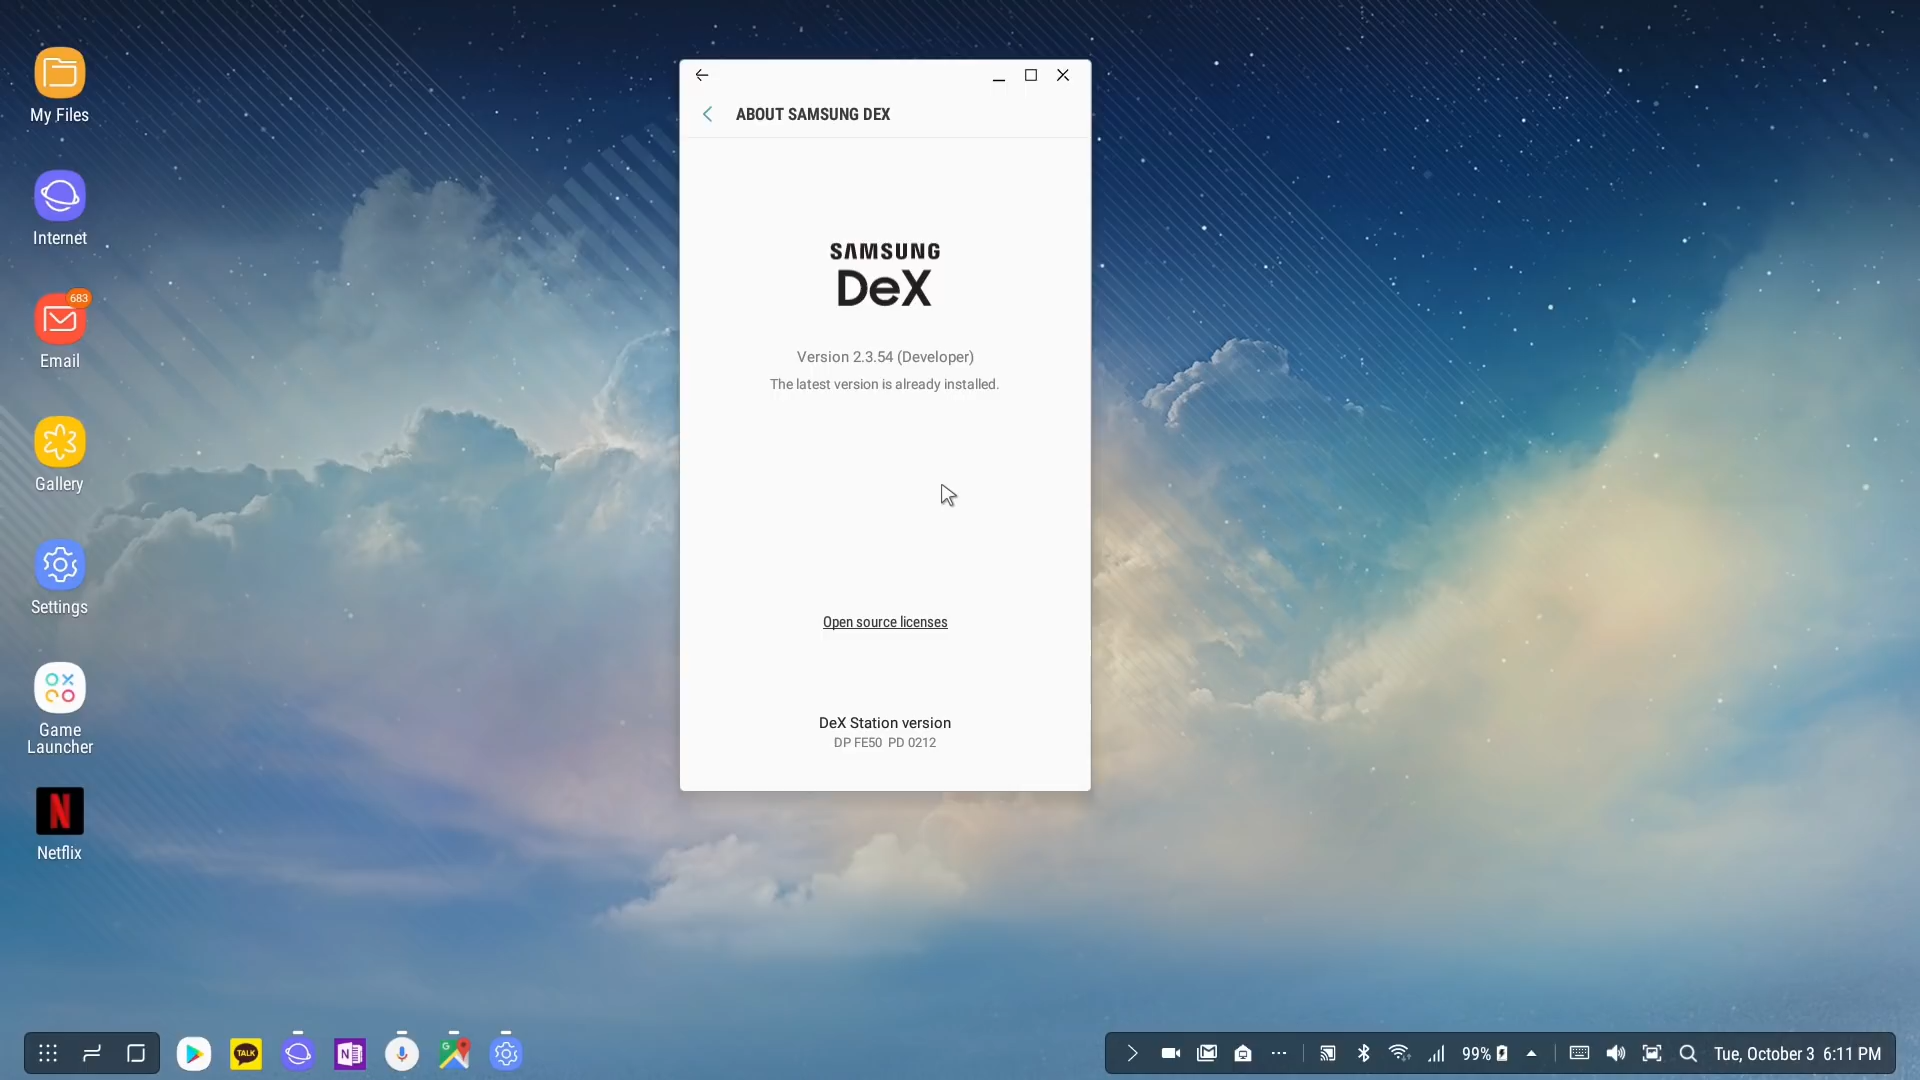 My Files
Internet
683
Email
Gallery
Settings
Game
Launcher
N
Netflix
ABOUT SAMSUNG DEX
SAMSUNG
DeX
Version 2.3.54 (Developer)
The latest version is already installed.
Open source licenses
DeX Station version
DP FE50 PD 0212
TALK
N
G
99%
Tue, October 3 6:11 PM